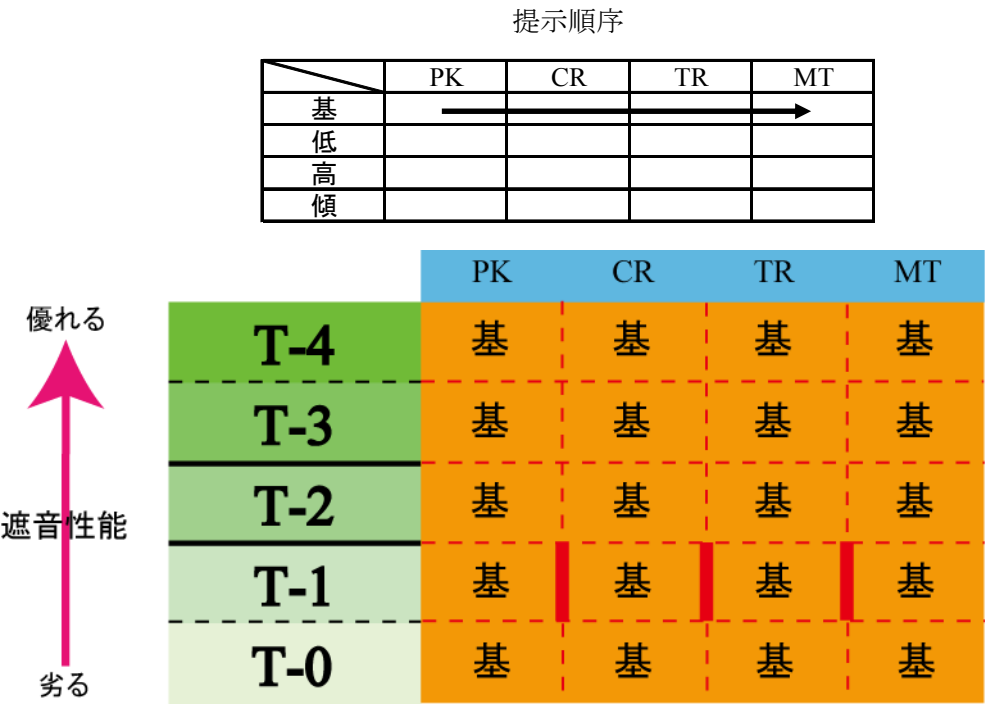 提示順序
PK CR TR MT
基
低
高
傾
PK CR TR MT
優れる
T-4 基 基 基 基
T-3 基 基 基 基
T-2 基 基 基 基
遮音性能
T-1 基 基 基 基
T-0 基 基 基 基
劣る